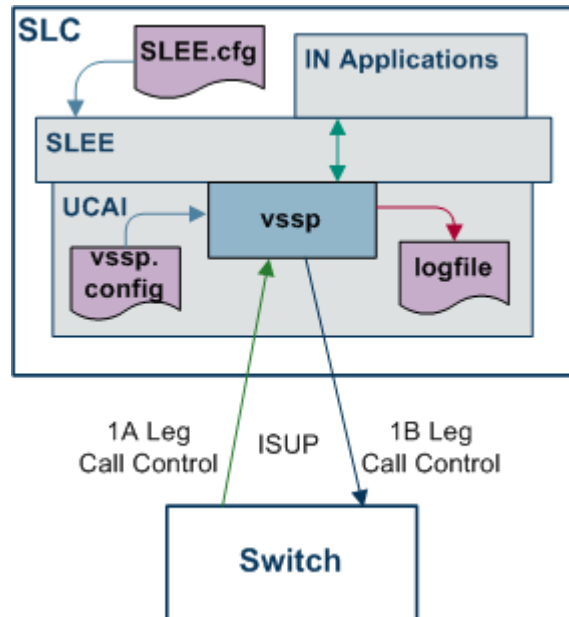 SLC
SLEE.cfg
IN Applications
SLEE
UCAI
vssp
vssp.
config
logfile
1A Leg
Call Control
ISUP
1B Leg
Call Control
Switch